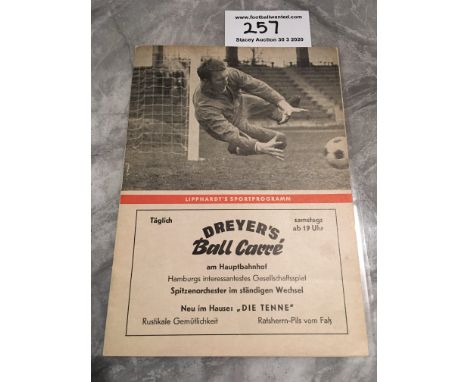 www.footballwanted.com
257
Stacey Auction 30 3 2020
LIPPHARDT'S SPORTPROGRAMM
Täglich
samstags
ab 19 Uhr
DREYER'S
Ball Carré
am Hauptbahnhof
Hamburgs interessantestes Gesellschaftsspiel
Spitzenorchester im ständigen Wechsel
Neu im Hause: „DIE TENNE"
Rustikale Gemütlichkeit
Ratsherrn-Pils vom Faß